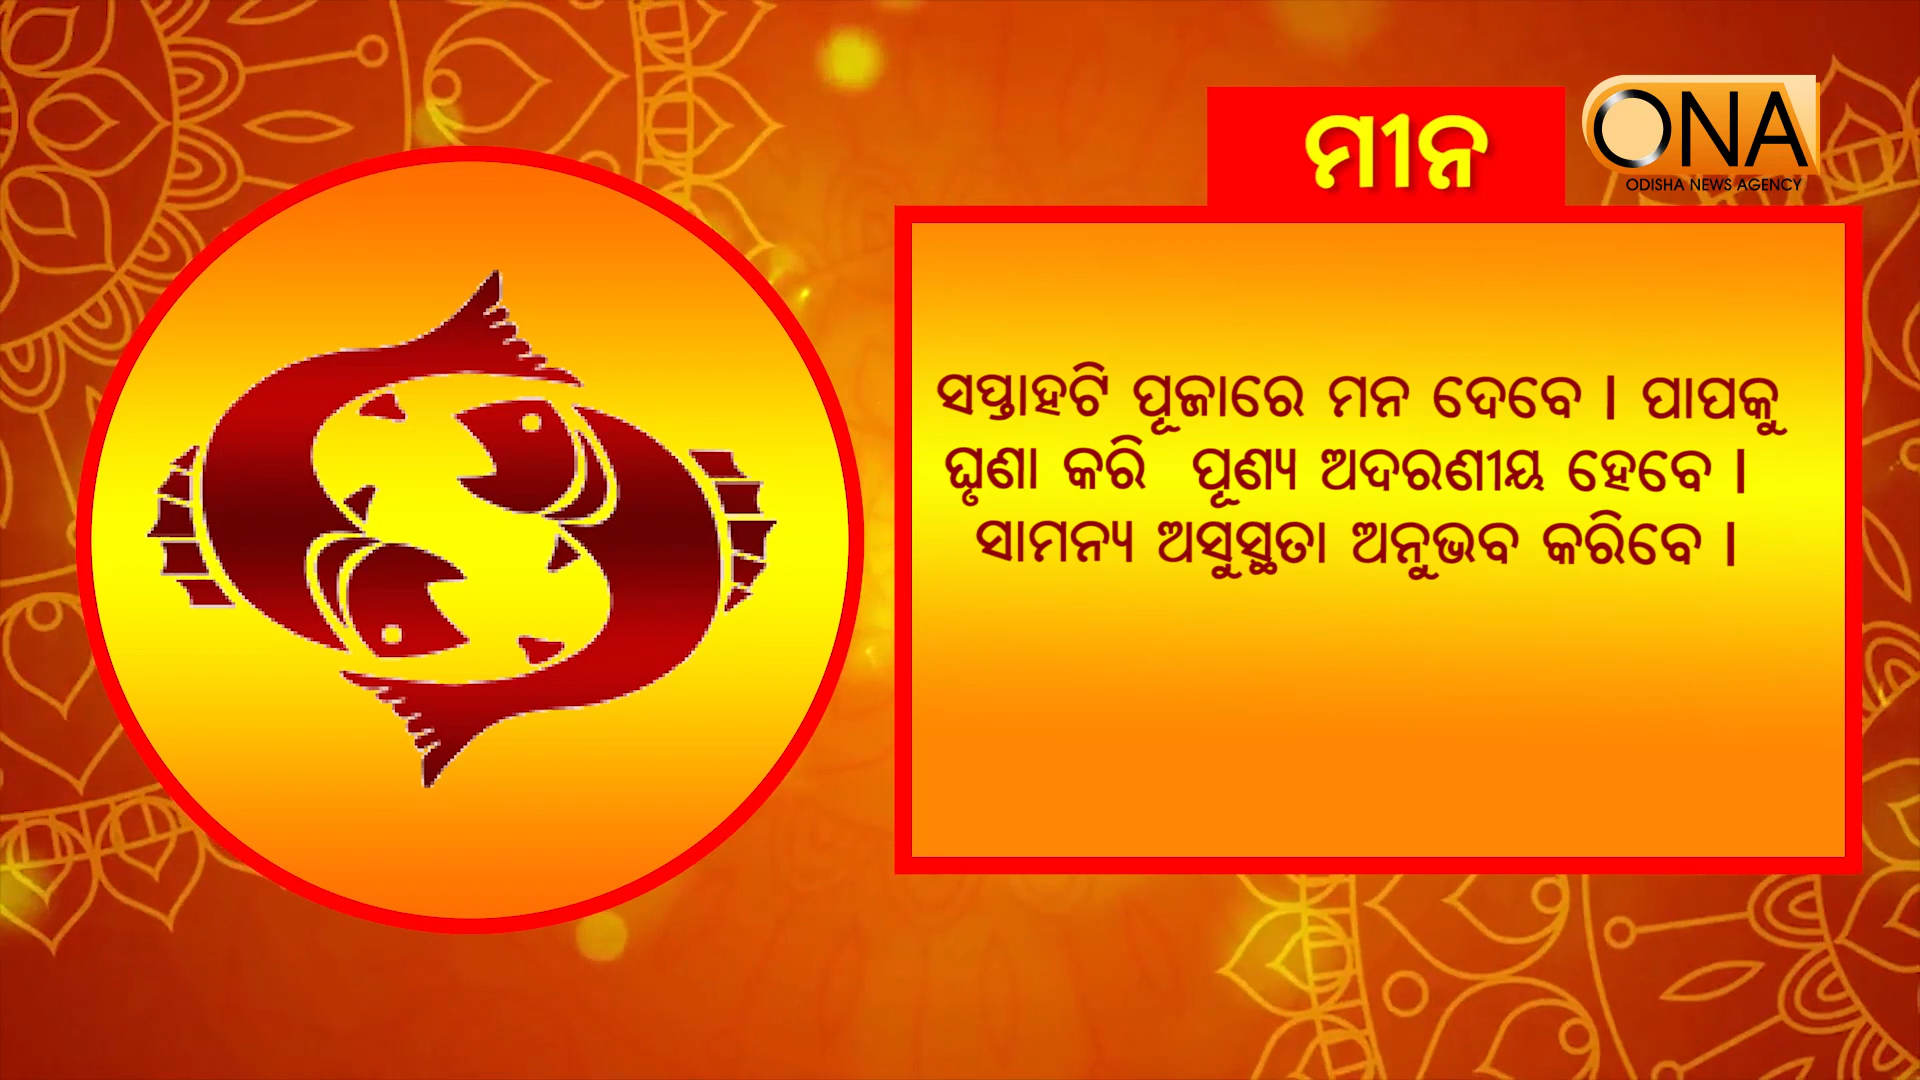 ମୀନ
ONA
ODISHA NEWS AGENCY
ସପ୍ତାହଟି ପୂଜାରେ ମନ ଦେବେ । ପାପକୁ
ଘୃଣା କରି ପୂଣ୍ୟ ଅଦରଣୀୟ ହେବେ ।
ସାମନ୍ୟ ଅସୁସ୍ଥତା ଅନୁଭବ କରିବେ ।